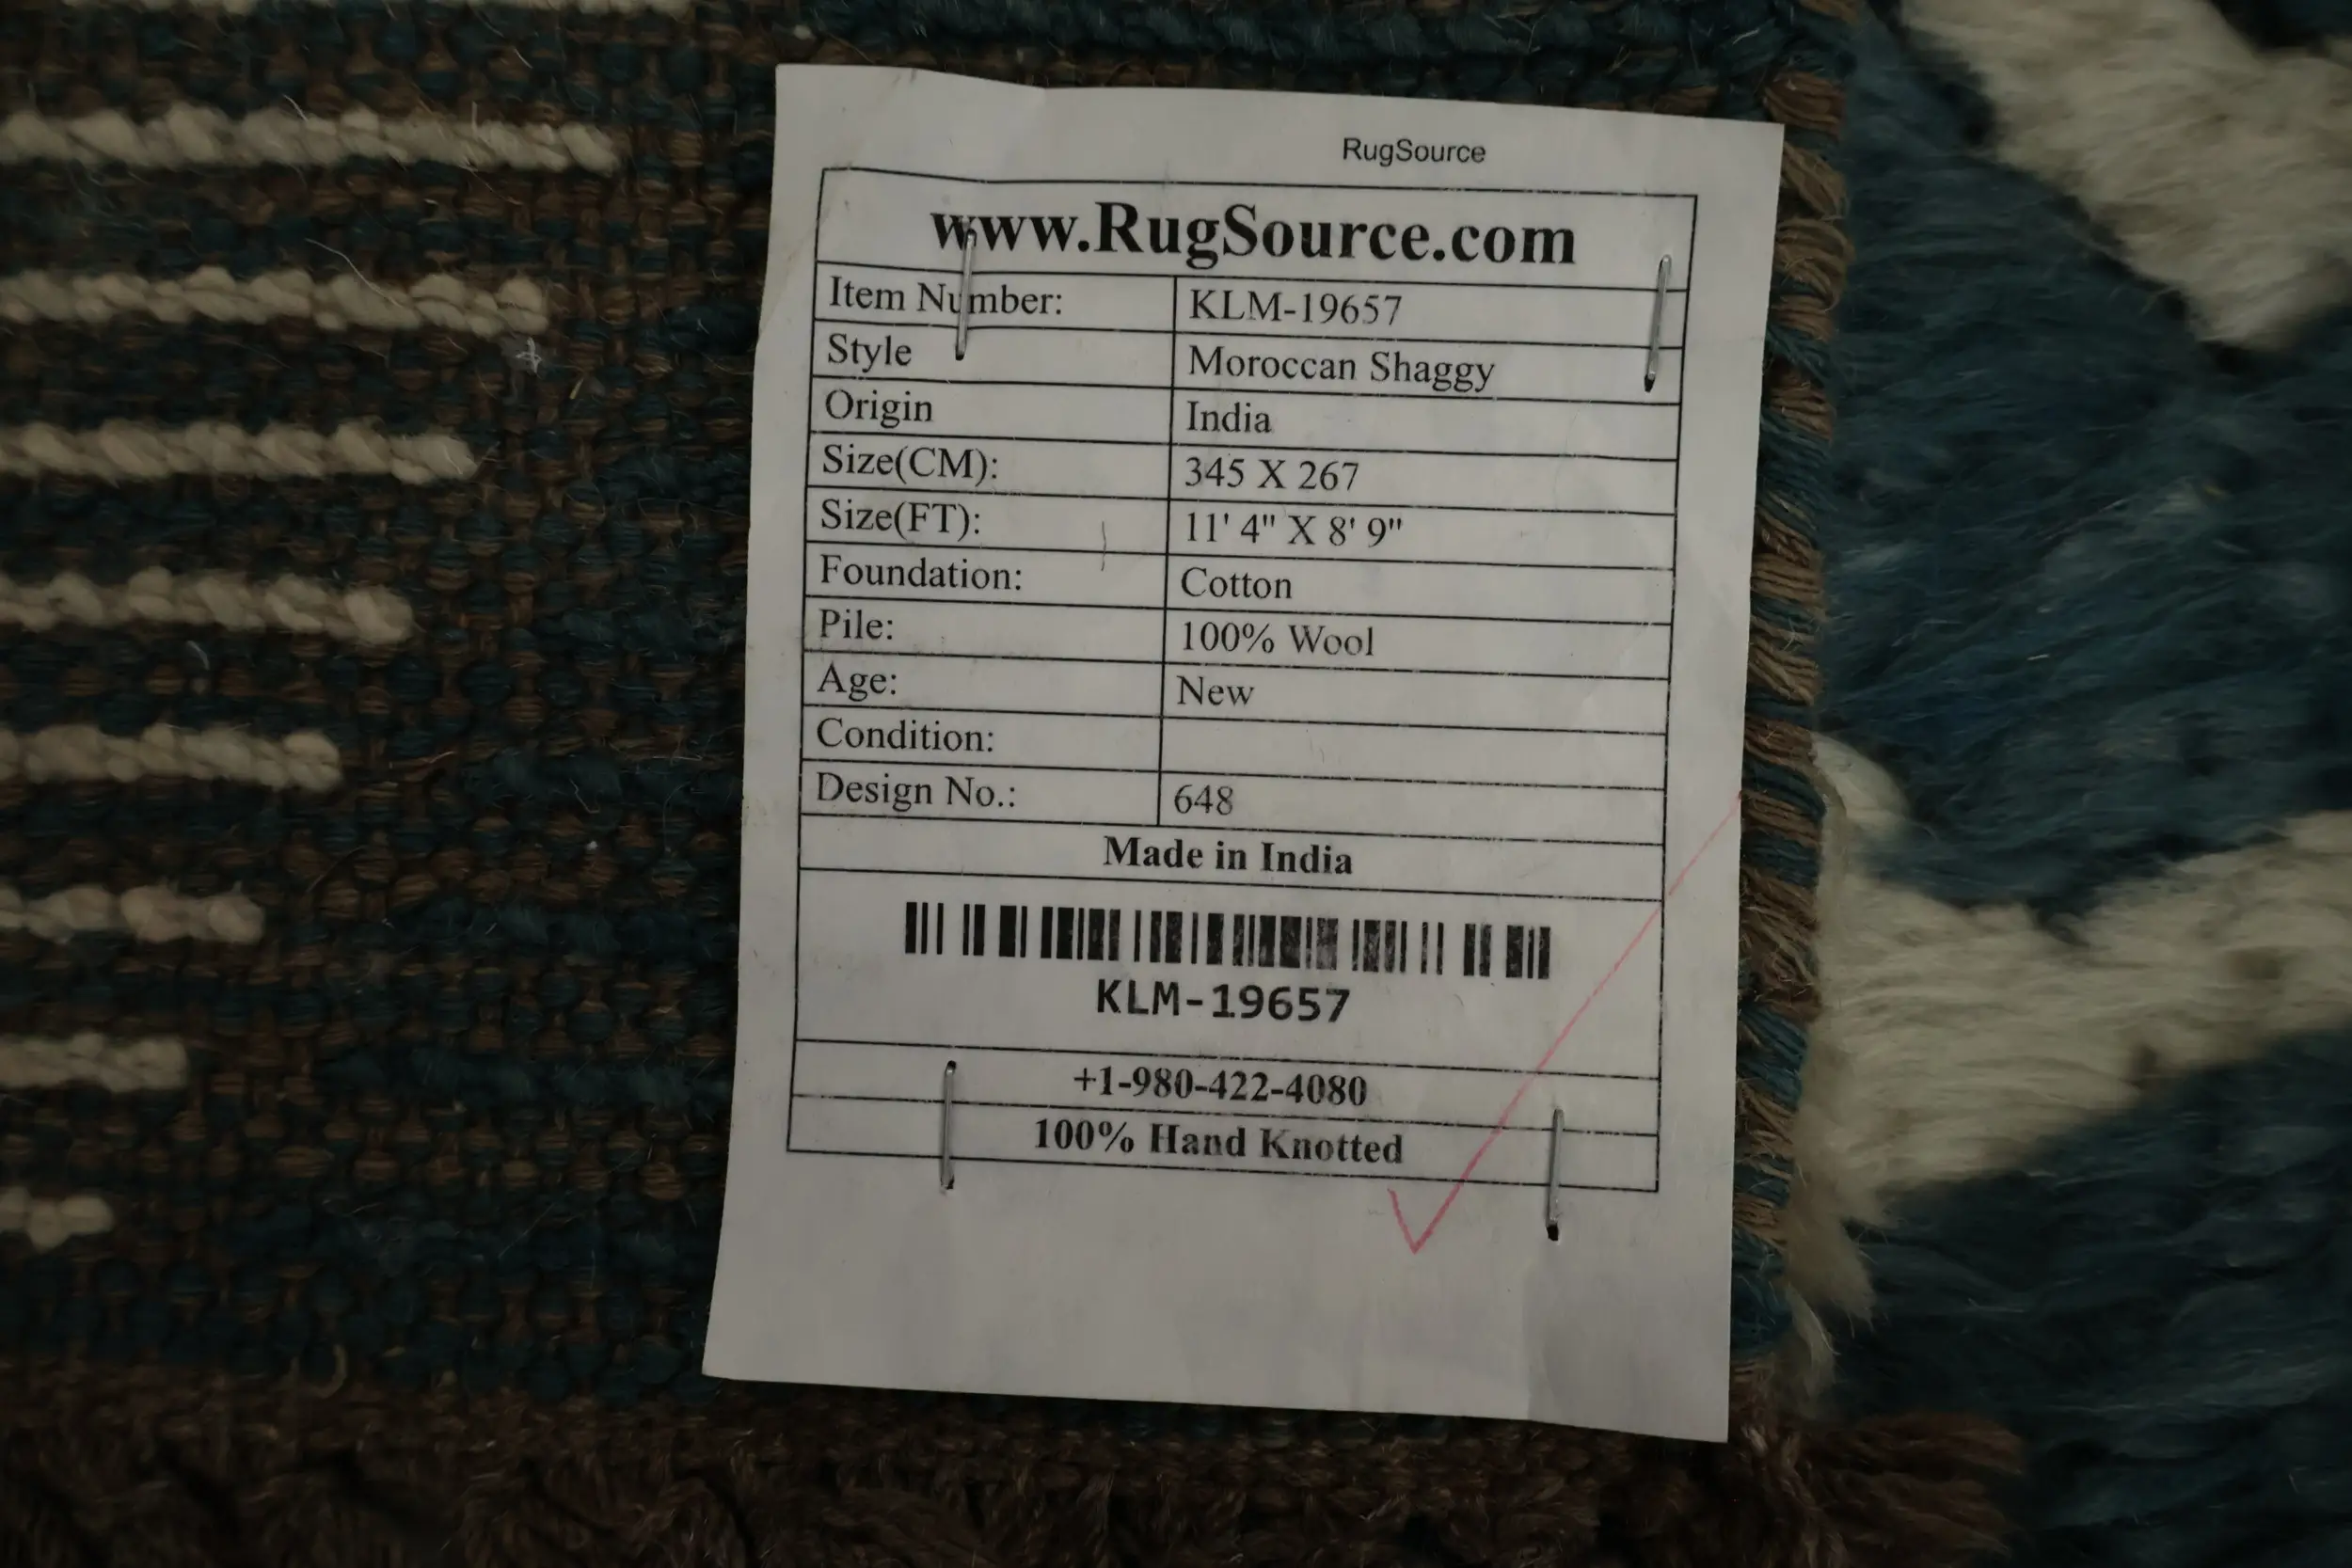 RugSource
www.RugSource.com
Item Number: KLM-19657
Style Moroccan Shaggy
Origin India
Size(CM): 345 X 267
Size(FT): 11' 4" X 8' 9"
Foundation: Cotton
Pile: 100% Wool
Age: New
Condition:
Design No.: 648
Made in India
KLM-19657
+1-980-422-4080
100% Hand Knotted